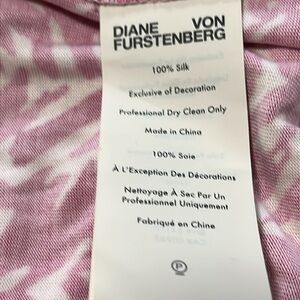 DIANE VON
FURSTENBERG
100% Silk
Exclusive of Decoration
Professional Dry Clean Only
Made in China
100% Soie
À L'Exception Des Décorations
Nettoyage À Sec Par Un
Professionnel Uniquement
Fabriqué en Chine
P